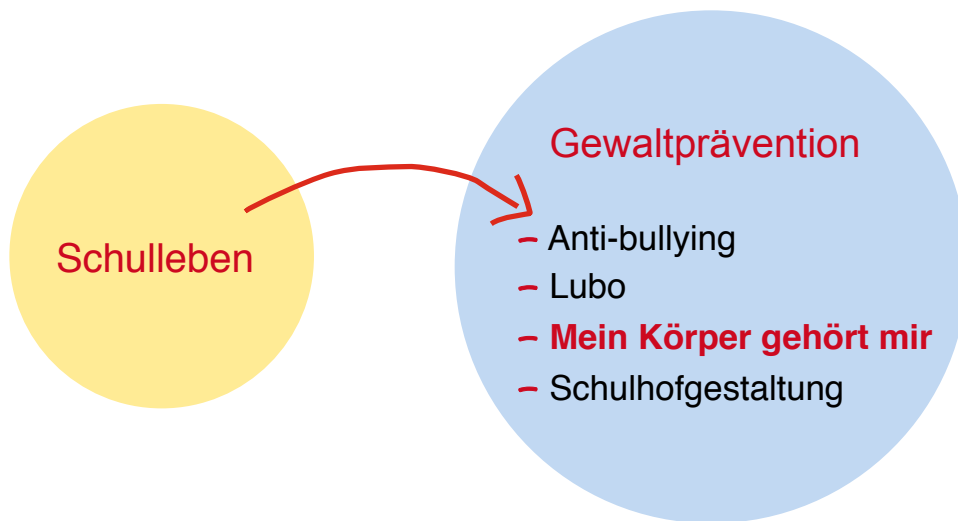 Schulleben
Gewaltprävention
- Anti-bullying
- Lubo
- Mein Körper gehört mir
- Schulhofgestaltung